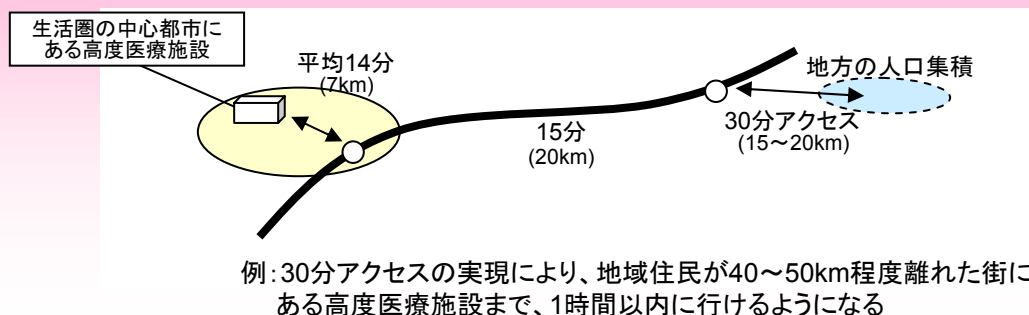 生活圏の中心都市に
ある高度医療施設
平均14分
(7km)
地方の人口集積
15分
(20km)
30分アクセス
(15～20km)
例：30分アクセスの実現により、地域住民が40～50km程度離れた街に
ある高度医療施設まで、1時間以内に行けるようになる